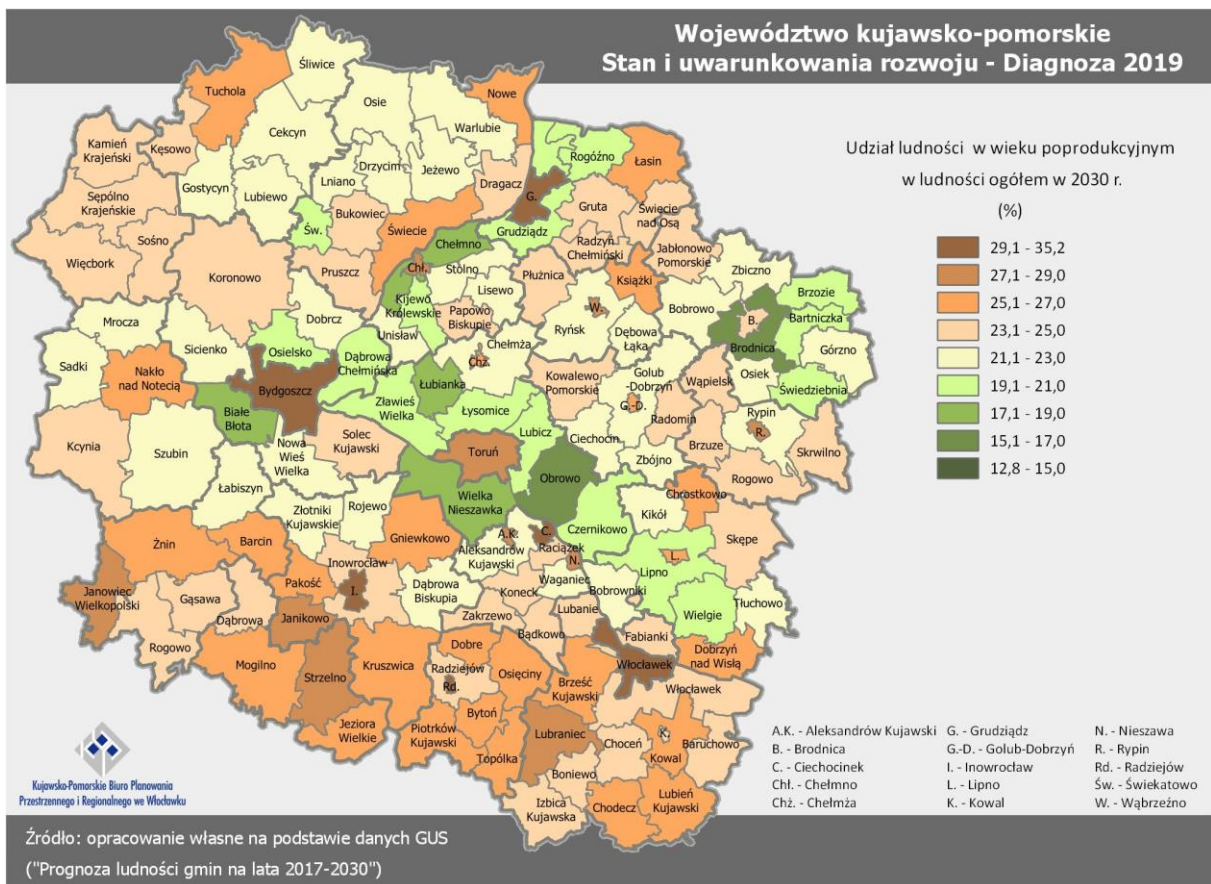 Województwo kujawsko-pomorskie
Stan i uwarunkowania rozwoju - Diagnoza 2019
Udział ludności w wieku poprodukcyjnym
w ludności ogółem w 2030 r.
(%)
29,1 - 35,2
27,1 - 29,0
25,1 - 27,0
23,1 - 25,0
21,1 - 23,0
19,1 - 21,0
17,1 - 19,0
15,1 - 17,0
12,8 - 15,0
Śliwice
Tuchola
Osie
Nowe
Cekcyn
Warlubie
Kamień
Krajeński
Kęsowo
Rogóźno
Łasin
Drzycim
Jeżewo
Lniano
Dragacz
G.
Gostycyn
Lubiewo
Sępólno
Krajeńskie
Bukowiec
Gruta
Święcie
nad Osą
Św.
Świecie
Grudziądz
Sośno
Chełmno
Radzyń
Chełmiński
Jabłonowo
Pomorskie
Więcbork
Koronowo
Pruszcz
Chł.
Stolno
Płużnica
Książki
Zbiczno
Kijewo
Królewskie
Lisewo
Brzozie
Mrocza
Dobrcz
Papowo
Biskupie
W.
Bobrowo
B.
Bartniczka
Unisław
Ryńsk
Dębowa
Łąka
Sicienko
Osielsko
Dąbrowa
Chełmińska
Chełmża
Brodnica
Górzno
Sadki
Chż.
Nakło
nad Notecią
Kowalewo
Pomorskie
Golub
-Dobrzyń
Wąpielsk
Osiek
Świedziebnia
Bydgoszcz
Łubianka
Zławieś
Wielka
Łysomice
G.-D.
Radomin
Rypin
R.
Białe
Błota
Kcynia
Lubicz
Ciechocin
Brzuze
Skrwilno
Szubin
Nowa
Wieś
Wielka
Solec
Kujawski
Toruń
Zbójno
Rogowo
Obrowo
Łabiszyn
Wielka
Nieszawka
Chrostkowo
Złotniki
Kujawskie
Rojewo
Czernikowo
Kikół
Żnin
Barcin
Gniewkowo
A.K.
C.
Raciążek
Skępe
Aleksandrów
Kujawski
N.
L.
Inowrocław
Lipno
Janowiec
Wielkopolski
Gąsawa
Pakość
I.
Dąbrowa
Biskupia
Waganiec
Bobrowniki
Koneck
Tłuchowo
Dąbrowa
Janikowo
Lubanie
Wielgie
Zakrzewo
Bądkowo
Rogowo
Fabianki
Dobre
Mogilno
Kruszwica
Włocławek
Dobrzyń
nad Wisłą
Strzelno
Radziejów
Rd.
Osięciny
Brześć
Kujawski
Włocławek
Bytoń
Jeziora
Wielkie
Piotrków
Kujawski
Lubraniec
K.
Choceń
Kowal
Baruchowo
Topólka
Boniewo
Izbica
Kujawska
Chodecz
Lubień
Kujawski
A.K. - Aleksandrów Kujawski
B. - Brodnica
C. - Ciechocinek
Chł. - Chełmno
Chż. - Chełmża
G. - Grudziądz
G.-D. - Golub-Dobrzyń
I. - Inowrocław
L. - Lipno
K. - Kowal
N. - Nieszawa
R. - Rypin
Rd. - Radziejów
Św. - Świekatowo
W. - Wąbrzeźno
Kujawsko-Pomorskie Biuro Planowania
Przestrzennego i Regionalnego we Włocławku
Źródło: opracowanie własne na podstawie danych GUS
("Prognoza ludności gmin na lata 2017-2030")